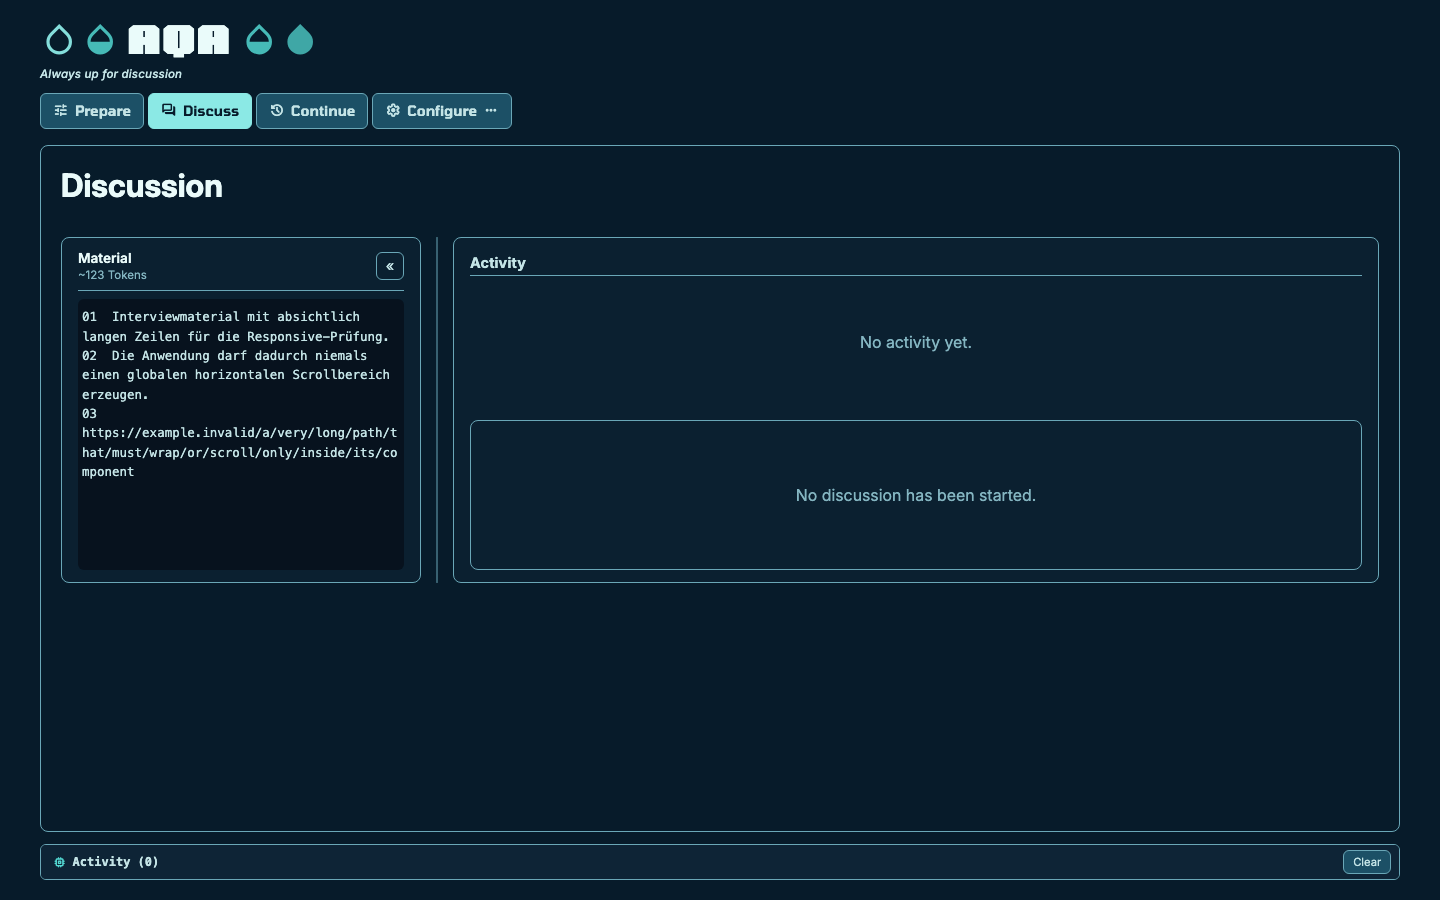 AQA
Always up for discussion
Prepare
Discuss
Continue
Configure ···
Discussion
Material
~123 Tokens
«
01  Interviewmaterial mit absichtlich
langen Zeilen für die Responsive-Prüfung.
02  Die Anwendung darf dadurch niemals
einen globalen horizontalen Scrollbereich
erzeugen.
03
https://example.invalid/a/very/long/path/t
hat/must/wrap/or/scroll/only/inside/its/co
mponent
Activity
No activity yet.
No discussion has been started.
Activity (0)
Clear